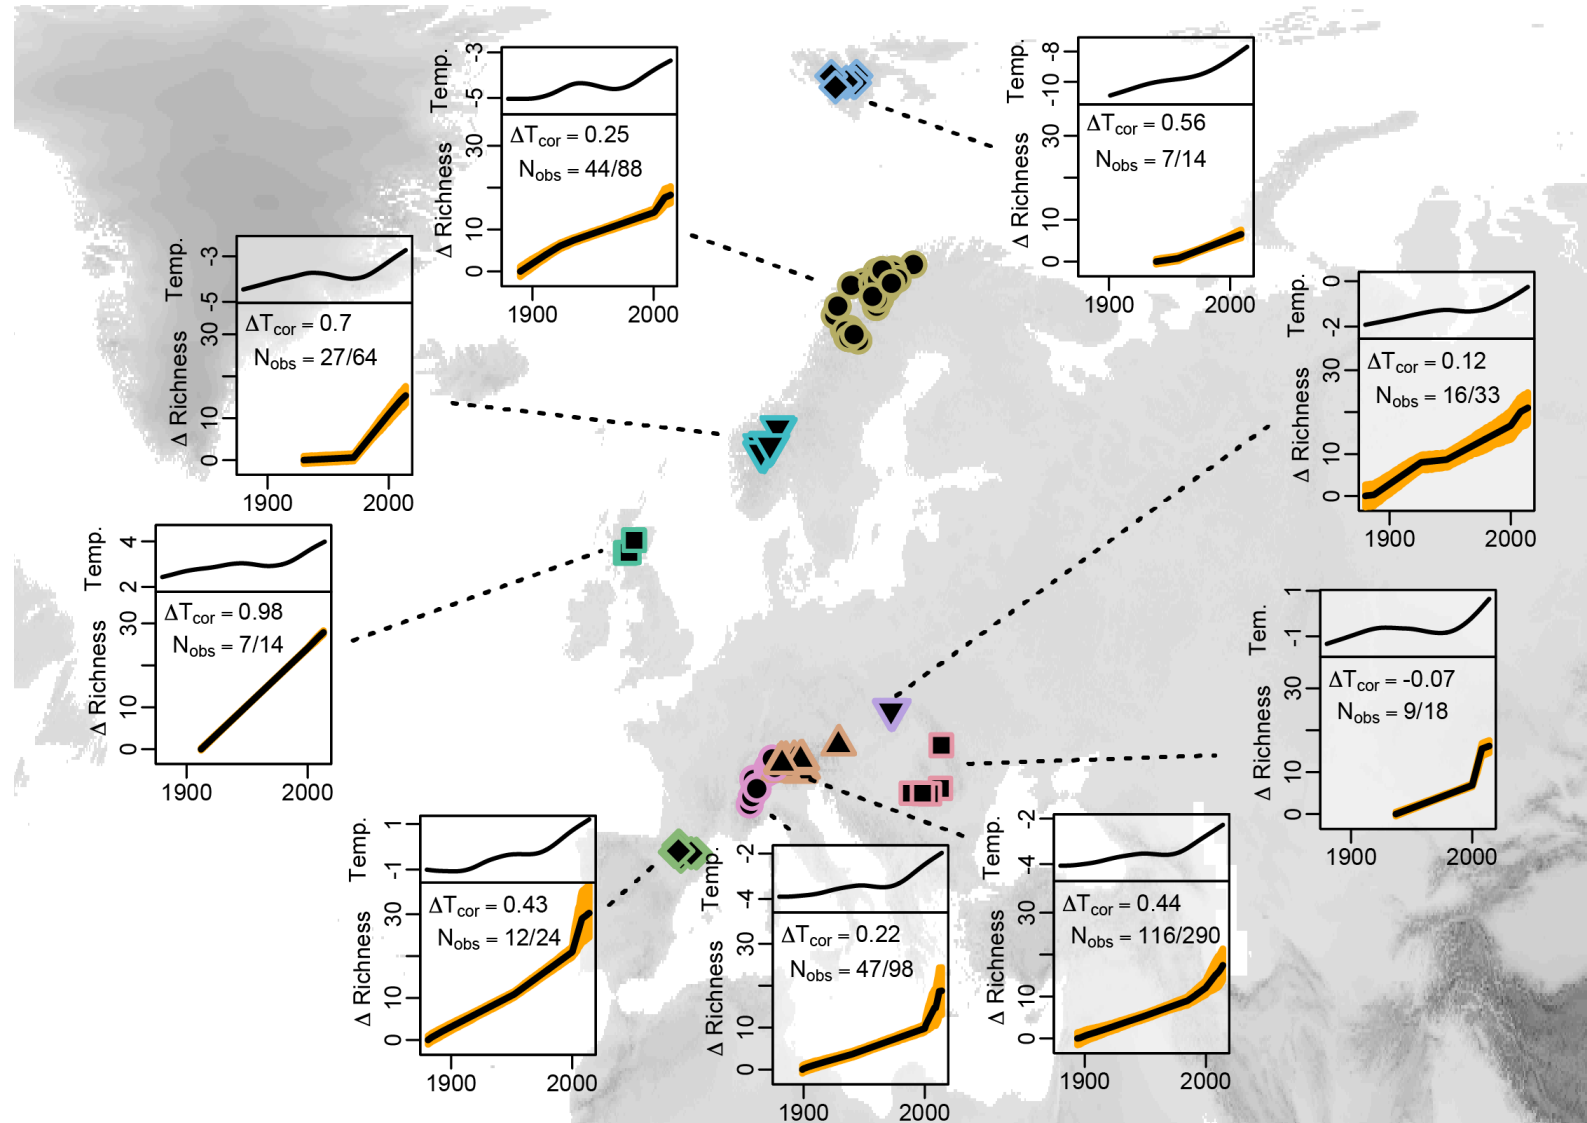 Temp.
-3
-5
ΔTcor = 0.25
Nobs = 44/88
Δ Richness
30
10
0
1900
2000
Temp.
-8
-10
ΔTcor = 0.56
Nobs = 7/14
Δ Richness
30
10
0
1900
2000
Temp.
-3
-5
ΔTcor = 0.7
Nobs = 27/64
Δ Richness
30
10
0
1900
2000
Temp.
0
-2
ΔTcor = 0.12
Nobs = 16/33
Δ Richness
30
10
0
1900
2000
Temp.
4
2
ΔTcor = 0.98
Nobs = 7/14
Δ Richness
30
10
0
1900
2000
Tem.
1
-1
ΔTcor = -0.07
Nobs = 9/18
Δ Richness
30
10
0
1900
2000
Temp.
1
-1
ΔTcor = 0.43
Nobs = 12/24
Δ Richness
30
10
0
1900
2000
Temp.
-2
-4
ΔTcor = 0.22
Nobs = 47/98
Δ Richness
30
10
0
1900
2000
Temp.
-2
-4
ΔTcor = 0.44
Nobs = 116/290
Δ Richness
30
10
0
1900
2000